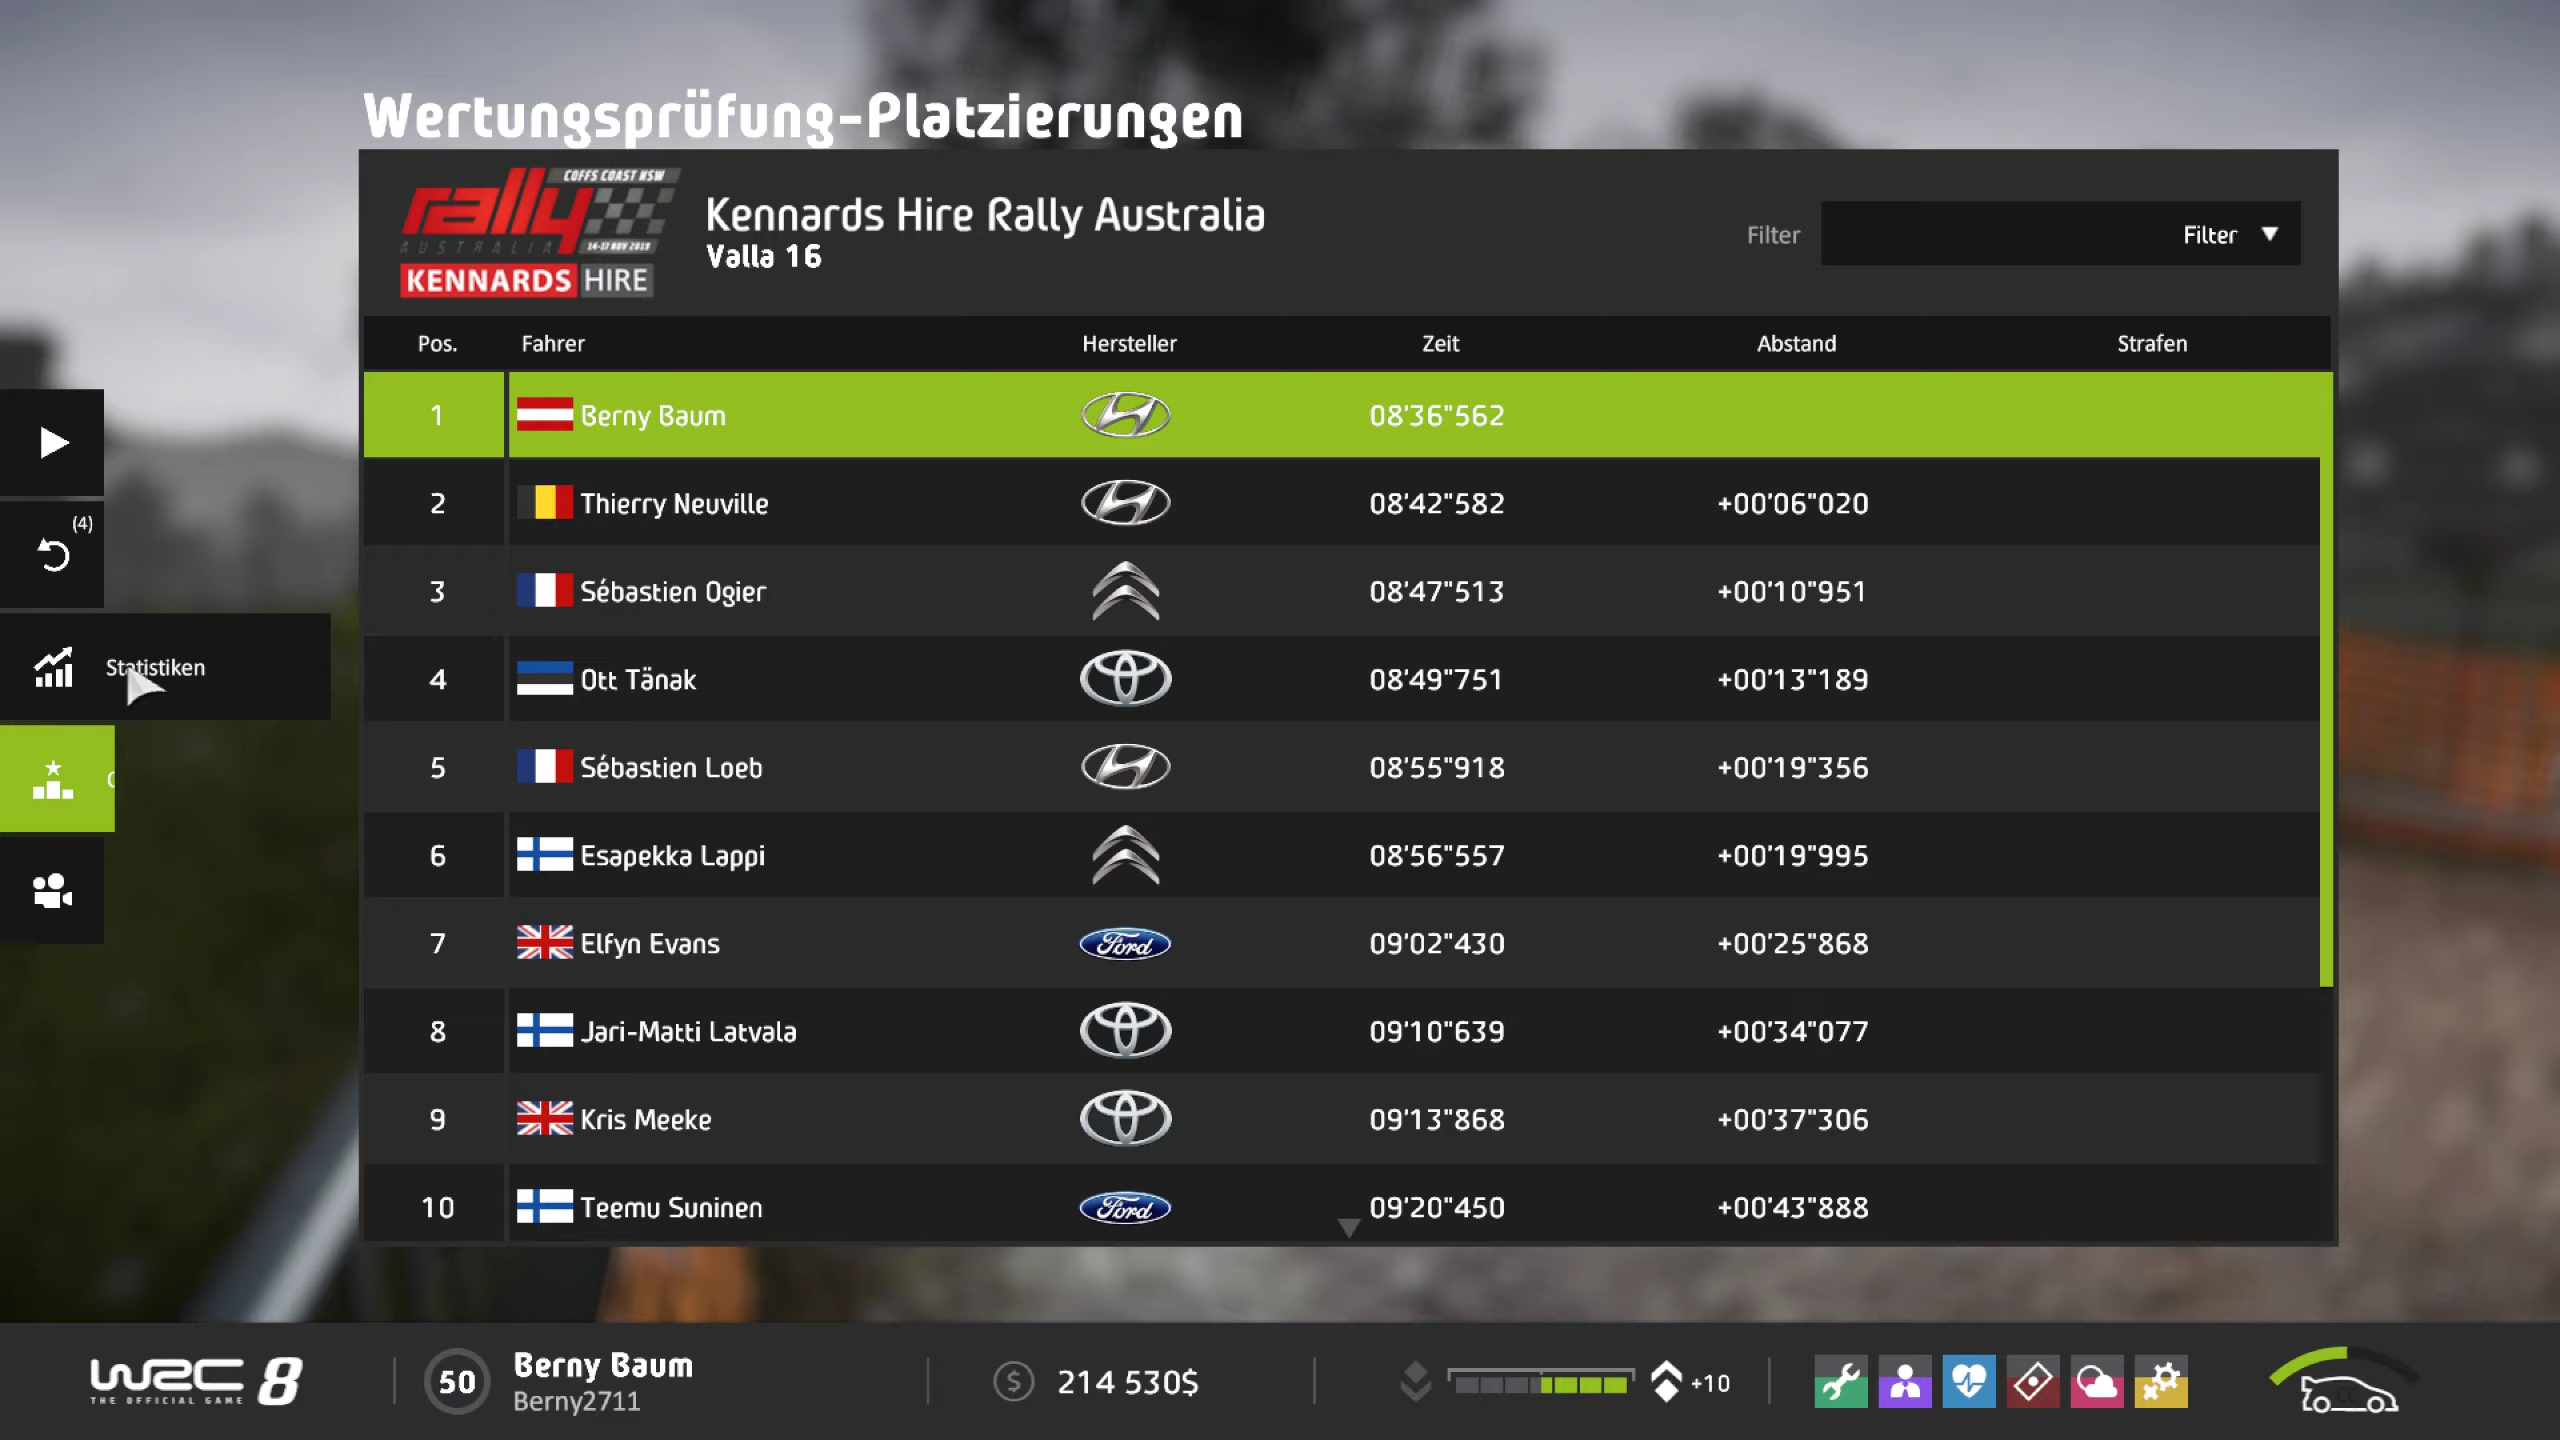 Wertungsprüfung-Platzierungen
rally
COFFS COAST NSW
AUSTRALIA
14-17 NOV 2019
KENNARDS HIRE
Kennards Hire Rally Australia
Valla 16
Filter
Filter
Pos. Fahrer Hersteller Zeit Abstand Strafen
1 Berny Baum 08'36"562
2 Thierry Neuville 08'42"582 +00'06"020
3 Sébastien Ogier 08'47"513 +00'10"951
4 Ott Tänak 08'49"751 +00'13"189
5 Sébastien Loeb 08'55"918 +00'19"356
6 Esapekka Lappi 08'56"557 +00'19"995
7 Elfyn Evans Ford 09'02"430 +00'25"868
8 Jari-Matti Latvala 09'10"639 +00'34"077
9 Kris Meeke 09'13"868 +00'37"306
10 Teemu Suninen Ford 09'20"450 +00'43"888
(4)
Statistiken
WRC 8
THE OFFICIAL GAME
50
Berny Baum
Berny2711
$ 214 530$
+10